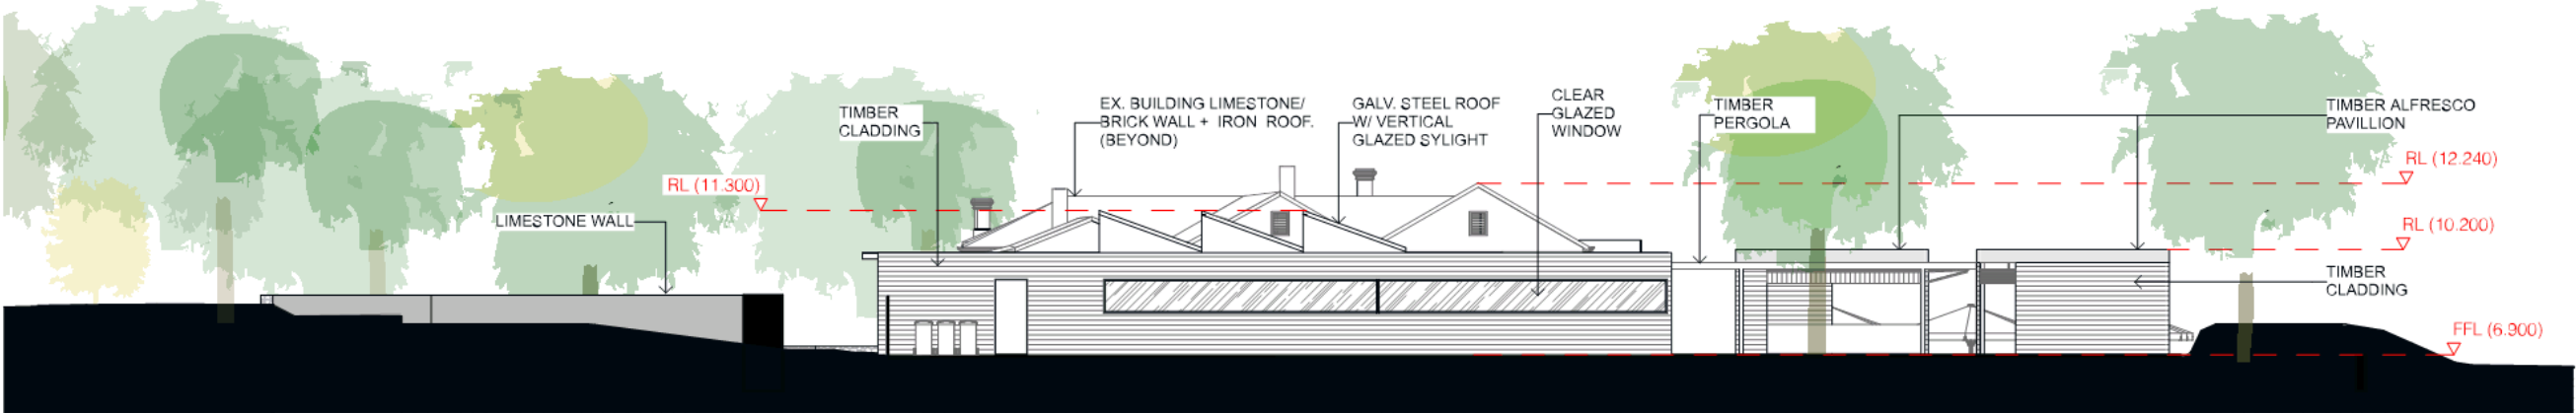 TIMBER
CLADDING
EX. BUILDING LIMESTONE/
BRICK WALL + IRON ROOF.
(BEYOND)
GALV. STEEL ROOF
W/ VERTICAL
GLAZED SYLIGHT
CLEAR
GLAZED
WINDOW
TIMBER
PERGOLA
TIMBER ALFRESCO
PAVILLION
RL (12.240)
RL (11.300)
LIMESTONE WALL
RL (10.200)
TIMBER
CLADDING
FFL (6.900)